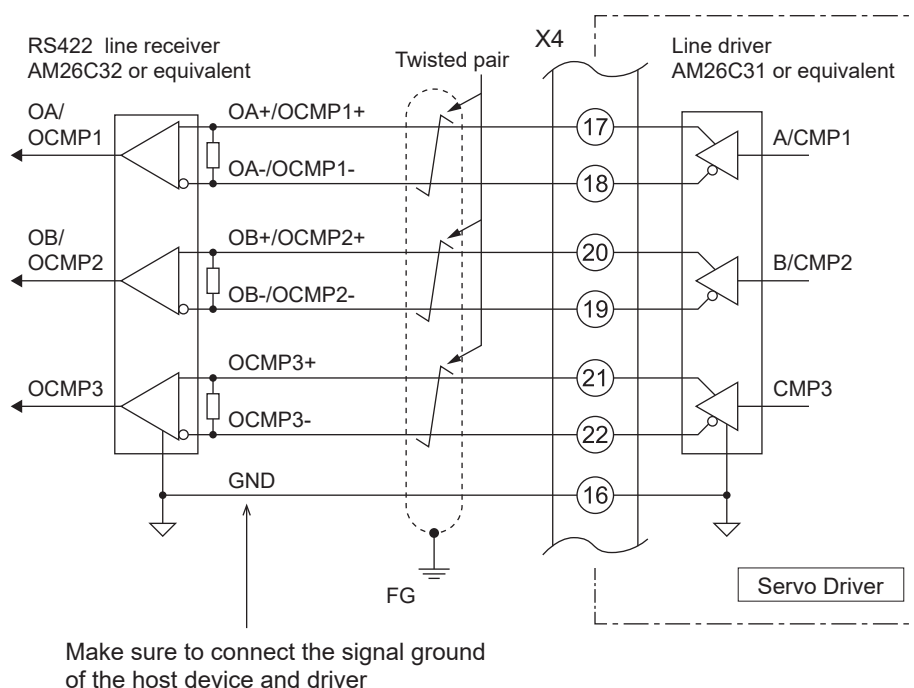 X4
RS422 line receiver
AM26C32 or equivalent
Twisted pair
Line driver
AM26C31 or equivalent
OA/
OCMP1
OA+/OCMP1+
17
A/CMP1
OA-/OCMP1-
18
OB/
OCMP2
OB+/OCMP2+
20
B/CMP2
OB-/OCMP2-
19
OCMP3
OCMP3+
21
CMP3
OCMP3-
22
GND
16
FG
Servo Driver
Make sure to connect the signal ground
of the host device and driver